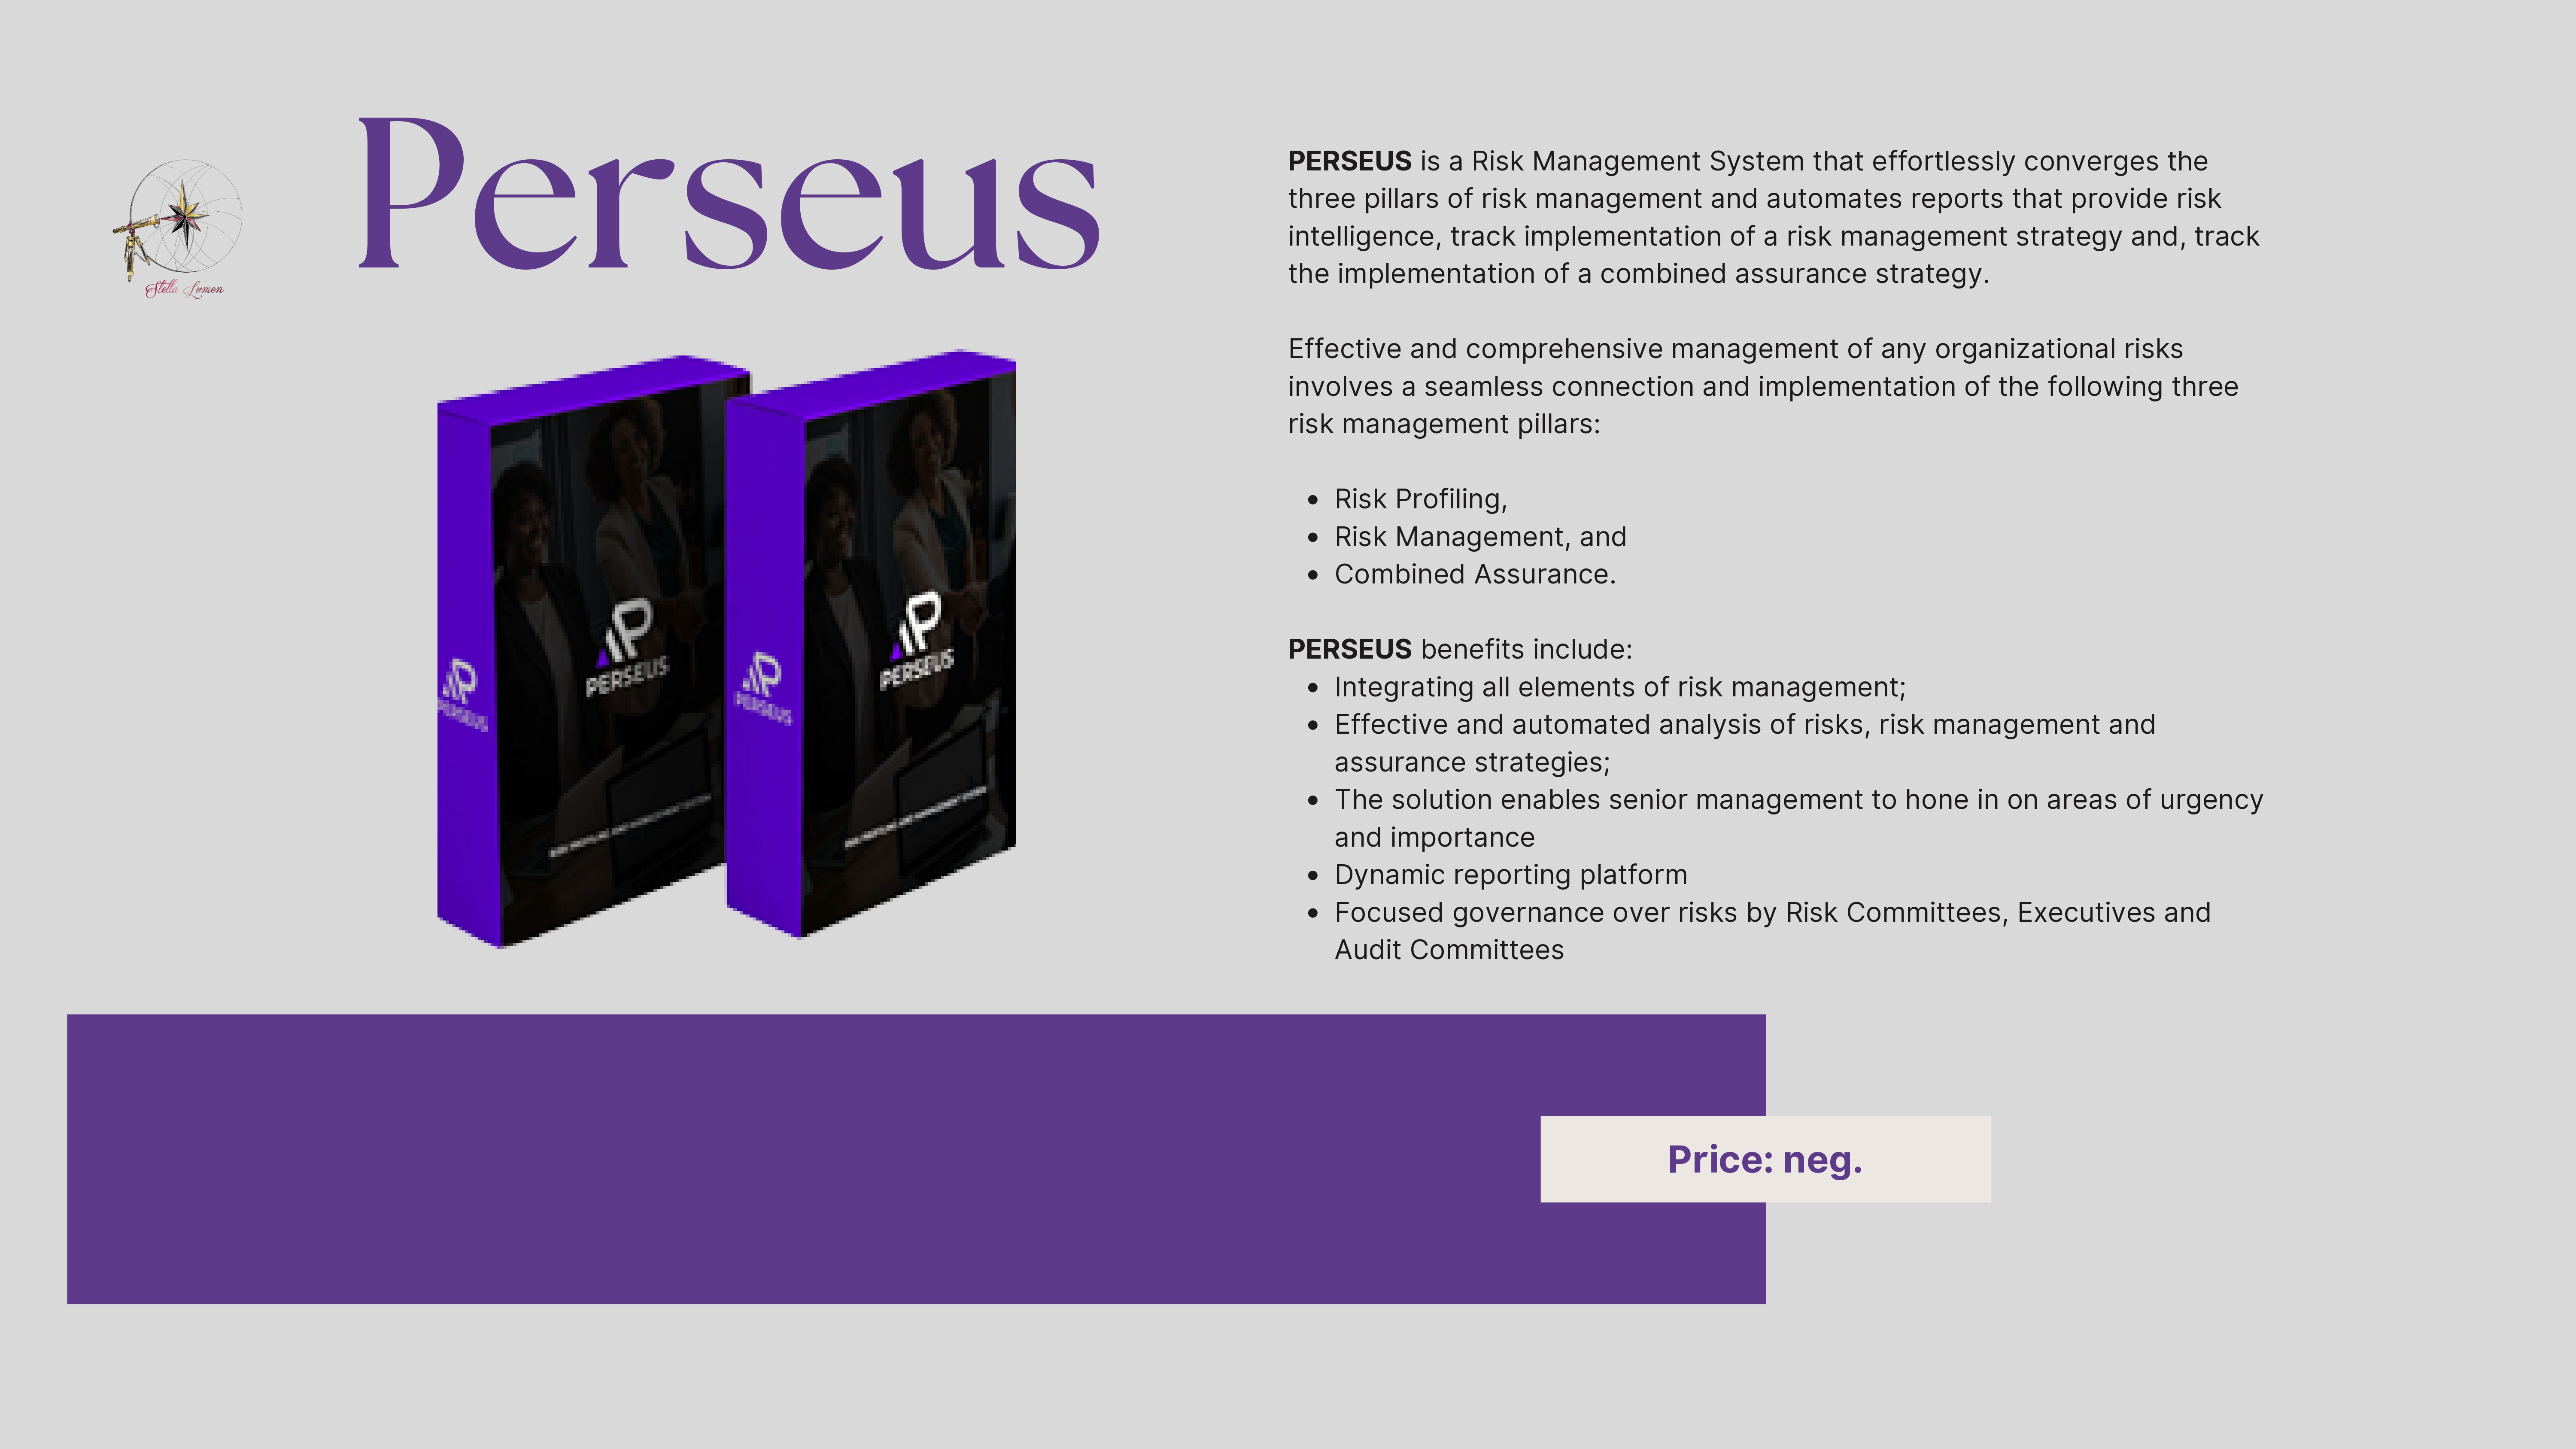 Perseus
Stella Lumen
PERSEUS
PERSEUS
PERSEUS
PERSEUS
PERSEUS is a Risk Management System that effortlessly converges the
three pillars of risk management and automates reports that provide risk
intelligence, track implementation of a risk management strategy and, track
the implementation of a combined assurance strategy.
Effective and comprehensive management of any organizational risks
involves a seamless connection and implementation of the following three
risk management pillars:
• Risk Profiling,
• Risk Management, and
• Combined Assurance.
PERSEUS benefits include:
• Integrating all elements of risk management;
• Effective and automated analysis of risks, risk management and
assurance strategies;
• The solution enables senior management to hone in on areas of urgency
and importance
• Dynamic reporting platform
• Focused governance over risks by Risk Committees, Executives and
Audit Committees
Price: neg.